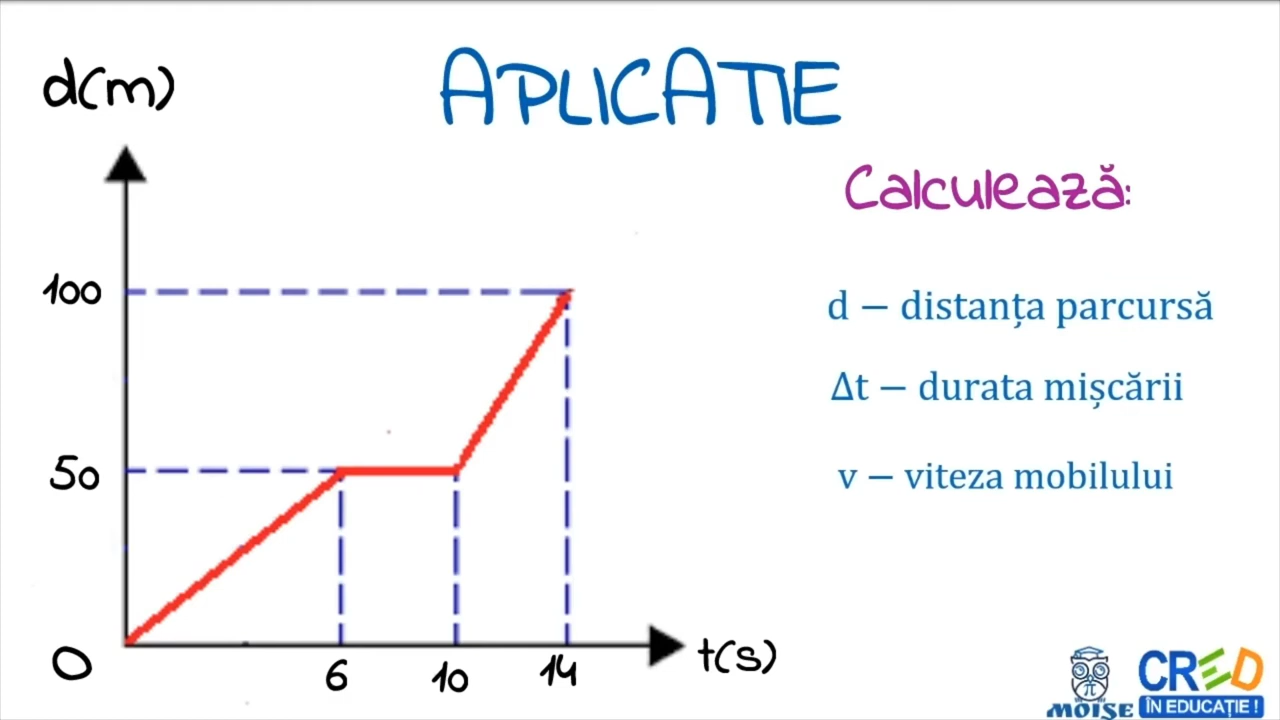 APLICATIE
d(m)
Calculează:
100
d – distanța parcursă
Δt – durata mișcării
50
v – viteza mobilului
0
6
10
14
t(s)
π
MOISE
CRED
ÎN EDUCAȚIE !